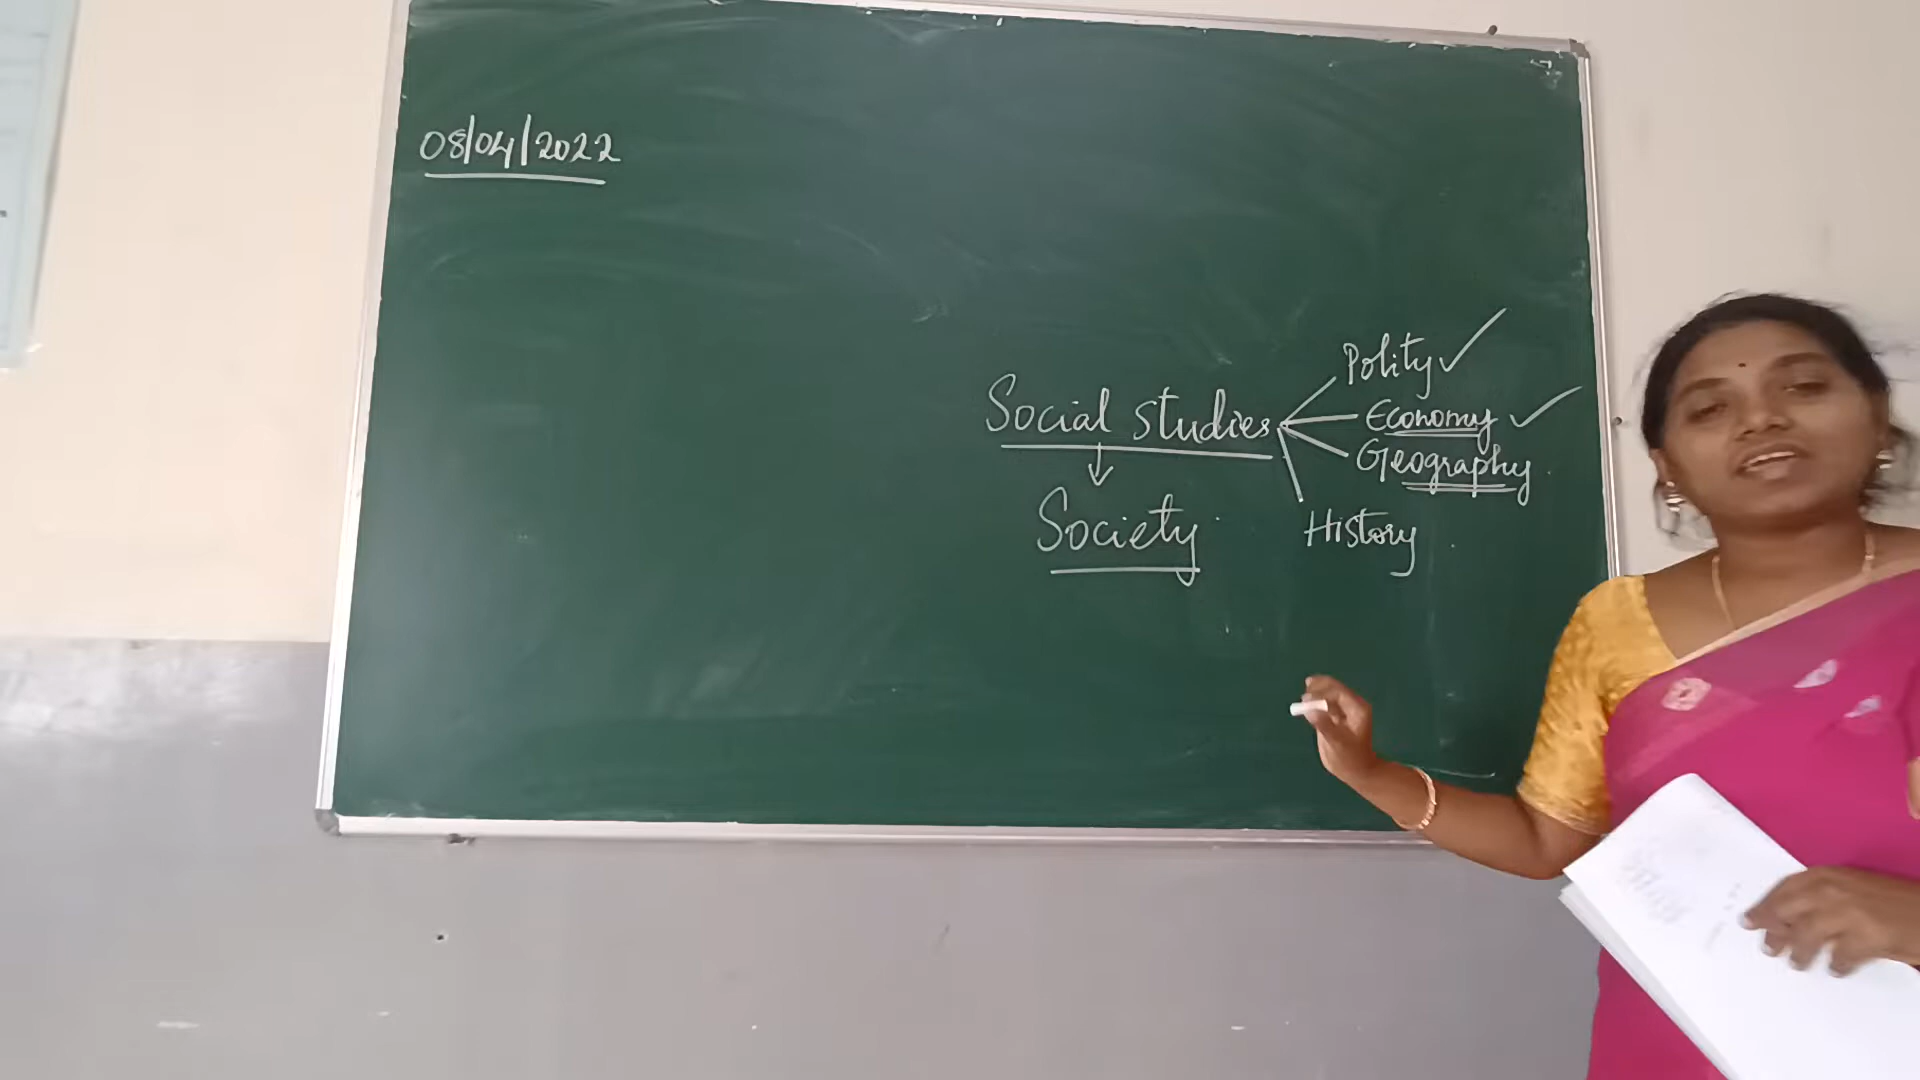 08/04/2022
Polity
Social studies
Economy
Geography
Society
History